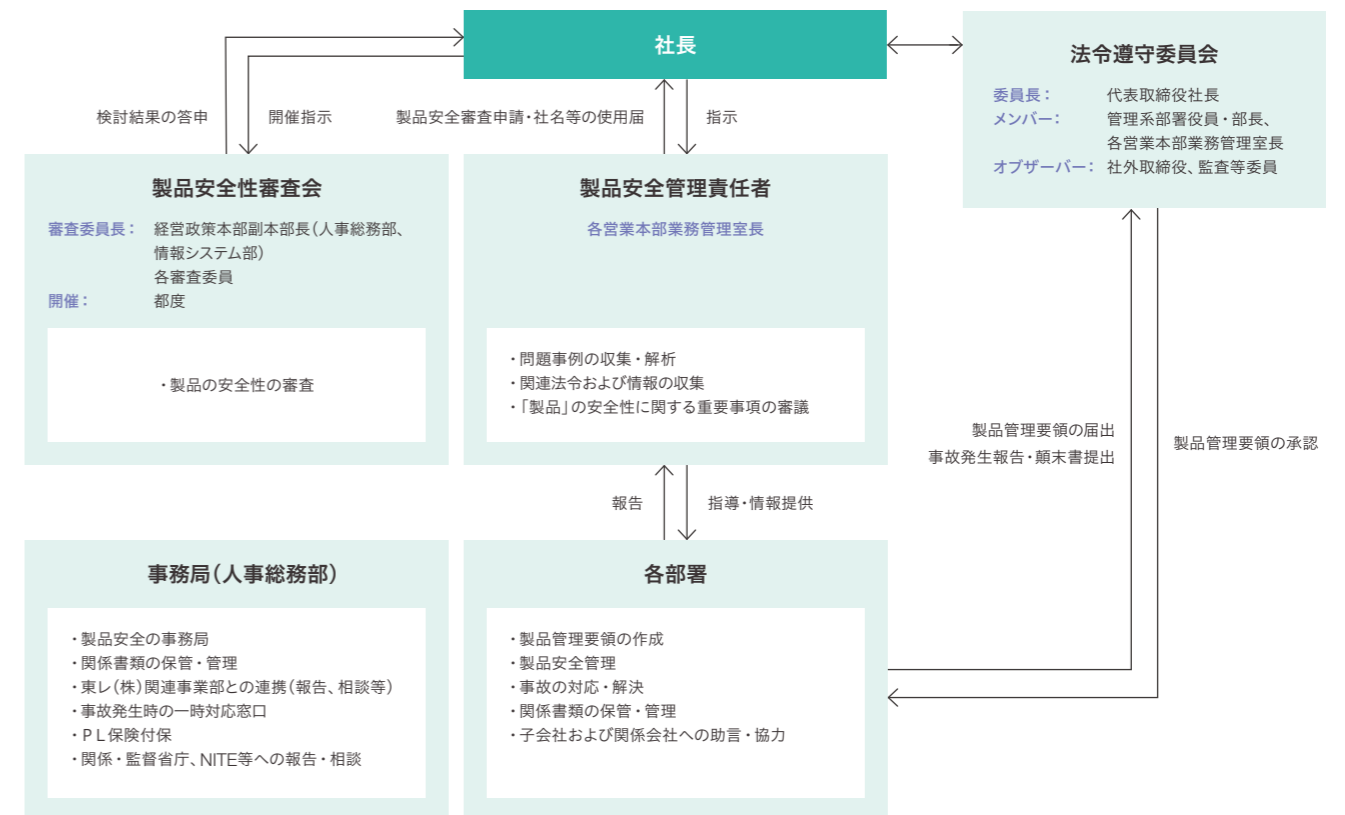 社長
法令遵守委員会
委員長： 代表取締役社長
メンバー： 管理系部署役員・部長、
各営業本部業務管理室長
オブザーバー： 社外取締役、監査等委員
検討結果の答申
開催指示
製品安全審査申請・社名等の使用届
指示
製品安全性審査会
審査委員長： 経営政策本部副本部長（人事総務部、
情報システム部）
各審査委員
開催： 都度
・製品の安全性の審査
製品安全管理責任者
各営業本部業務管理室長
・問題事例の収集・解析
・関連法令および情報の収集
・「製品」の安全性に関する重要事項の審議
製品管理要領の届出
事故発生報告・顛末書提出
製品管理要領の承認
報告
指導・情報提供
事務局（人事総務部）
・製品安全の事務局
・関係書類の保管・管理
・東レ（株）関連事業部との連携（報告、相談等）
・事故発生時の一時対応窓口
・ＰＬ保険付保
・関係・監督省庁、NITE等への報告・相談
各部署
・製品管理要領の作成
・製品安全管理
・事故の対応・解決
・関係書類の保管・管理
・子会社および関係会社への助言・協力